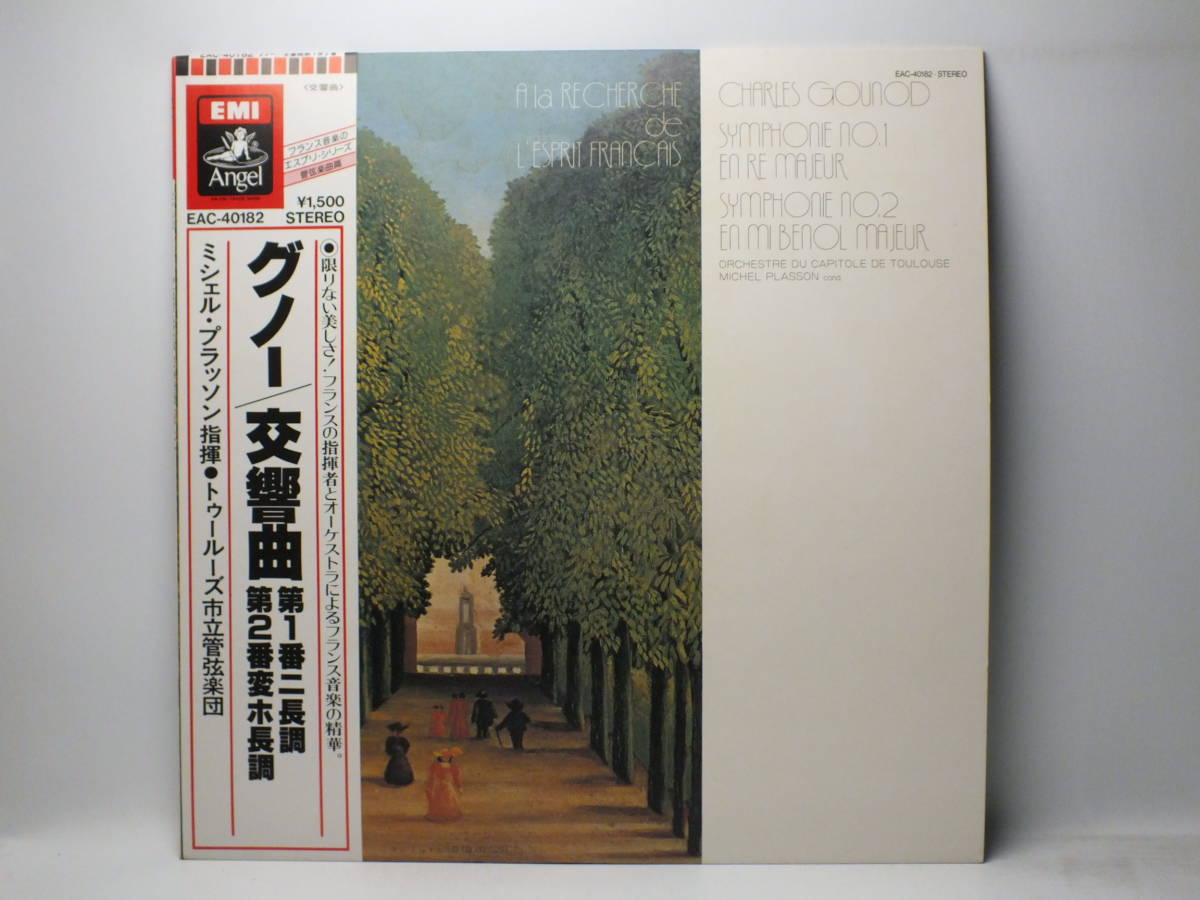 〈交響曲〉
EMI
Angel
フランス音楽の
エスプリ・シリーズ
管弦楽曲篇
¥1,500
EAC-40182 STEREO
●限りない美しさ!フランスの指揮者とオーケストラによるフランス音楽の精華。
グノー/交響曲
第1番ニ長調
第2番変ホ長調
ミシェル・プラッソン指揮●トゥールーズ市立管弦楽団
A la RECHERCHE
de
L'ESPRIT FRANÇAIS
EAC-40182・STEREO
CHARLES GOUNOD
SYMPHONIE NO.1
EN RE MAJEUR
SYMPHONIE NO.2
EN MI BENOL MAJEUR
ORCHESTRE DU CAPITOLE DE TOULOUSE
MICHEL PLASSON cond.